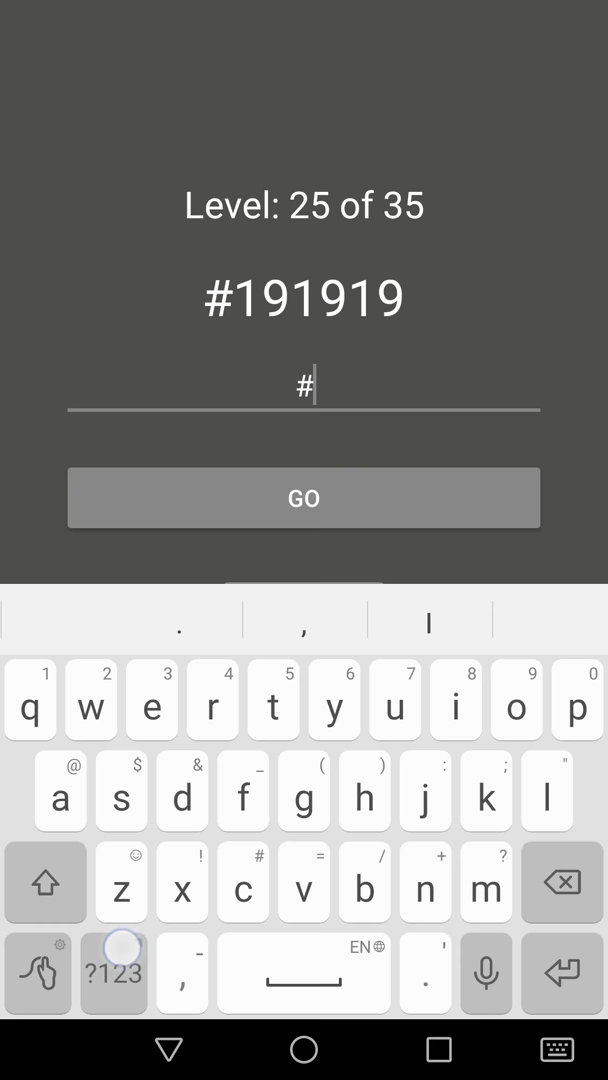 Level: 25 of 35
#191919
#
GO
. , I
1 2 3 4 5 6 7 8 9 0
q w e r t y u i o p
@ $ & _ ( ) : ; "
a s d f g h j k l
☺ ! # = / + ?
z x c v b n m
- EN '
?123 , .